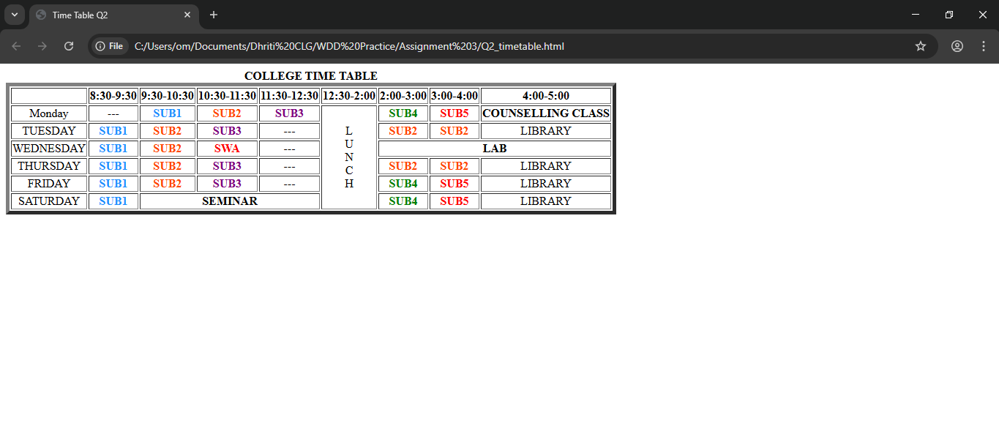 Time Table Q2
File C:/Users/om/Documents/Dhriti%20CLG/WDD%20Practice/Assignment%203/Q2_timetable.html
COLLEGE TIME TABLE
8:30-9:30 9:30-10:30 10:30-11:30 11:30-12:30 12:30-2:00 2:00-3:00 3:00-4:00 4:00-5:00
Monday --- SUB1 SUB2 SUB3 SUB4 SUB5 COUNSELLING CLASS
TUESDAY SUB1 SUB2 SUB3 --- L SUB2 SUB2 LIBRARY
U
WEDNESDAY SUB1 SUB2 SWA --- LAB
N
THURSDAY SUB1 SUB2 SUB3 --- C SUB2 SUB2 LIBRARY
FRIDAY SUB1 SUB2 SUB3 --- H SUB4 SUB5 LIBRARY
SATURDAY SUB1 SEMINAR SUB4 SUB5 LIBRARY